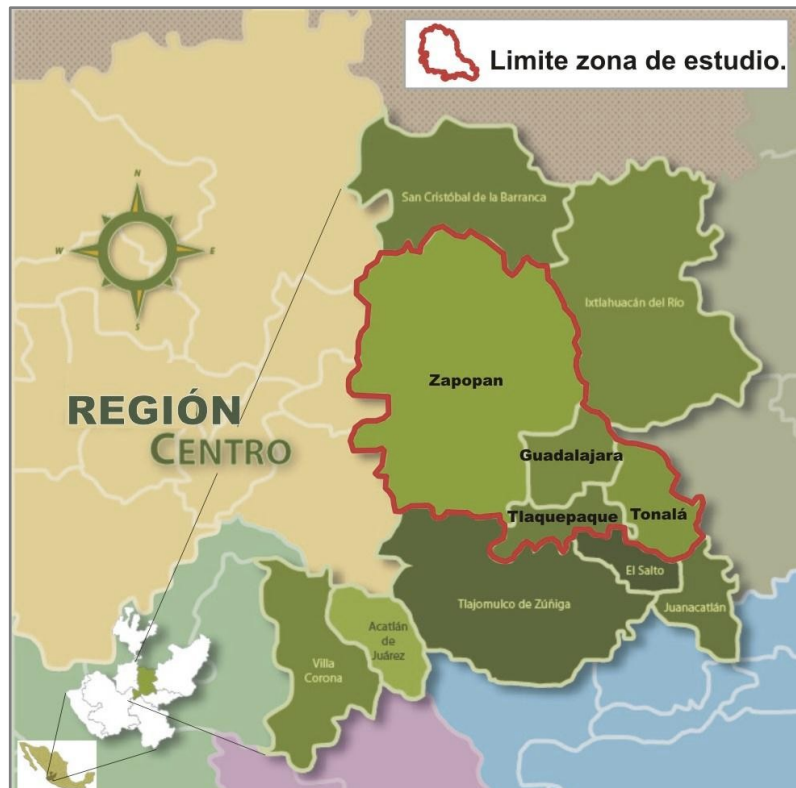 Limite zona de estudio.
N
W
E
S
San Cristóbal de la Barranca
Ixtlahuacán del Río
Zapopan
REGIÓN
CENTRO
Guadalajara
Tlaquepaque
Tonalá
El Salto
Tlajomulco de Zúñiga
Juanacatlán
Acatlán
de
Juárez
Villa
Corona